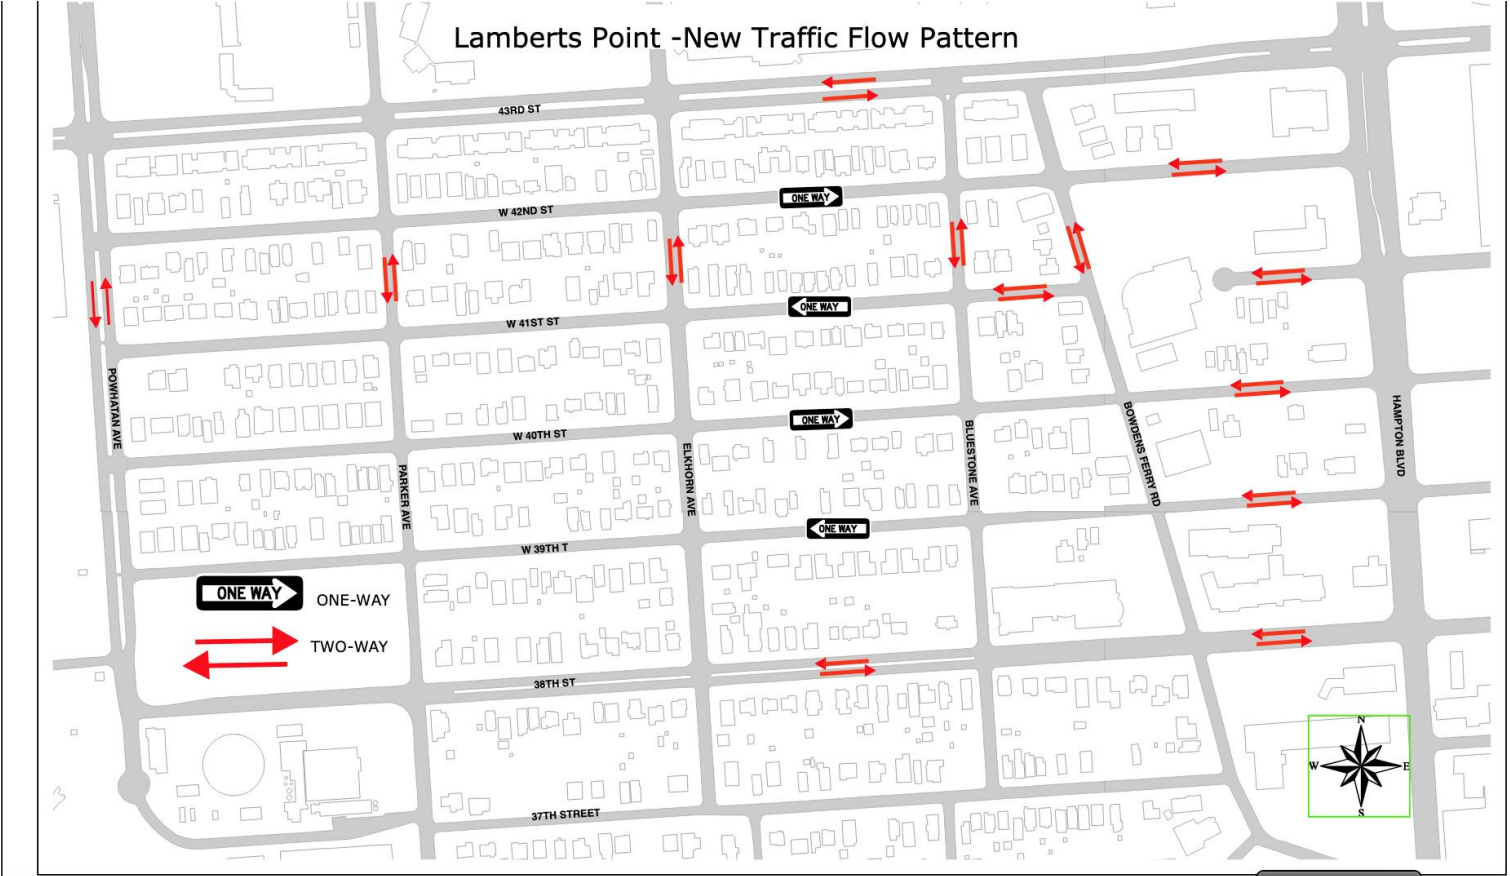 Lamberts Point -New Traffic Flow Pattern
43RD ST
ONE WAY
W 42ND ST
ONE WAY
W 41ST ST
POWHATAN AVE
HAMPTON BLVD
BOWDENS FERRY RD
ONE WAY
BLUESTONE AVE
W 40TH ST
ELKHORN AVE
PARKER AVE
ONE WAY
W 39TH T
ONE WAY
ONE-WAY
TWO-WAY
38TH ST
N
W
E
S
37TH STREET